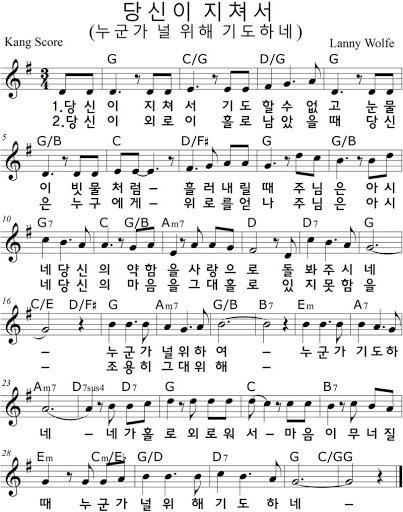 당신이 지쳐서
(누군가 널 위해 기도하네)
Kang Score
Lanny Wolfe
G C/G D/F♯ G
1.당 신 이 지 쳐 서 기 도 할 수 없 고 눈 물
2.당 신 이 외 로 이 홀 로 남 았 을 때 당 신
5 G/B C D/F♯ G G/B
이 빗 물 처 럼 – 흘 러 내 릴 때 주 님 은 아 시
은 누 구 에 게 – 위 로 를 얻 나 주 님 은 아 시
10 G7 C G/B Am7 D D7 G
네 당 신 의 약 함 을 사 랑 으 로 돌 봐 주 시 네
네 당 신 의 마 음 을 그 대 홀 로 있 지 못 함 을
16 C/E D/F♯ G Am7 G/B B7 Em A7
– – 누 군 가 널 위 하 여 – 누 군 가 기 도 하
– – 조 용 히 그 대 위 해 –
23 Am7 D7sus4 D7 G C B7
네 – 네 가 홀 로 외 로 워 서 – 마 음 이 무 너 질
28 Em Cm/E♭ G/D D7 G C/G G
때 누 군 가 널 위 해 기 도 하 네 –